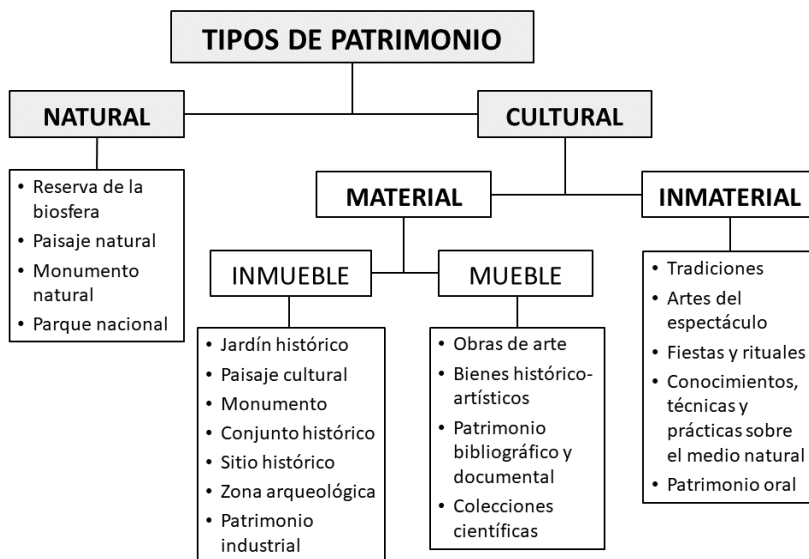 TIPOS DE PATRIMONIO
NATURAL
• Reserva de la
biosfera
• Paisaje natural
• Monumento
natural
• Parque nacional
CULTURAL
MATERIAL
INMUEBLE
• Jardín histórico
• Paisaje cultural
• Monumento
• Conjunto histórico
• Sitio histórico
• Zona arqueológica
• Patrimonio
industrial
MUEBLE
• Obras de arte
• Bienes histórico-
artísticos
• Patrimonio
bibliográfico y
documental
• Colecciones
científicas
INMATERIAL
• Tradiciones
• Artes del
espectáculo
• Fiestas y rituales
• Conocimientos,
técnicas y
prácticas sobre
el medio natural
• Patrimonio oral